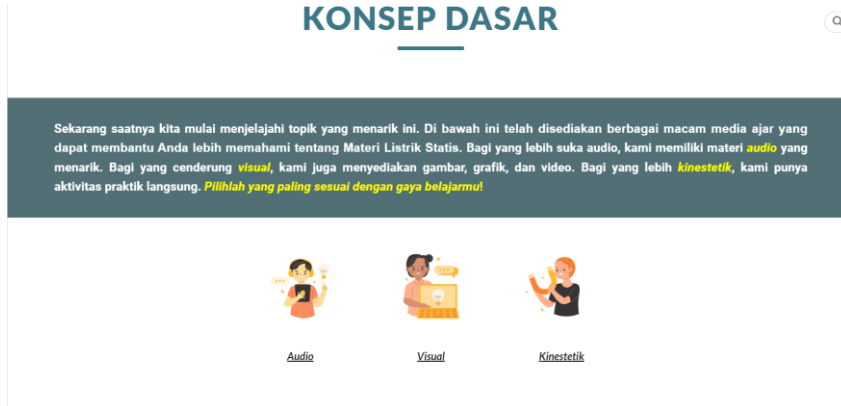 KONSEP DASAR
Sekarang saatnya kita mulai menjelajahi topik yang menarik ini. Di bawah ini telah disediakan berbagai macam media ajar yang
dapat membantu Anda lebih memahami tentang Materi Listrik Statis. Bagi yang lebih suka audio, kami memiliki materi audio yang
menarik. Bagi yang cenderung visual, kami juga menyediakan gambar, grafik, dan video. Bagi yang lebih kinestetik, kami punya
aktivitas praktik langsung. Pilihlah yang paling sesuai dengan gaya belajarmu!
Audio
Visual
Kinestetik